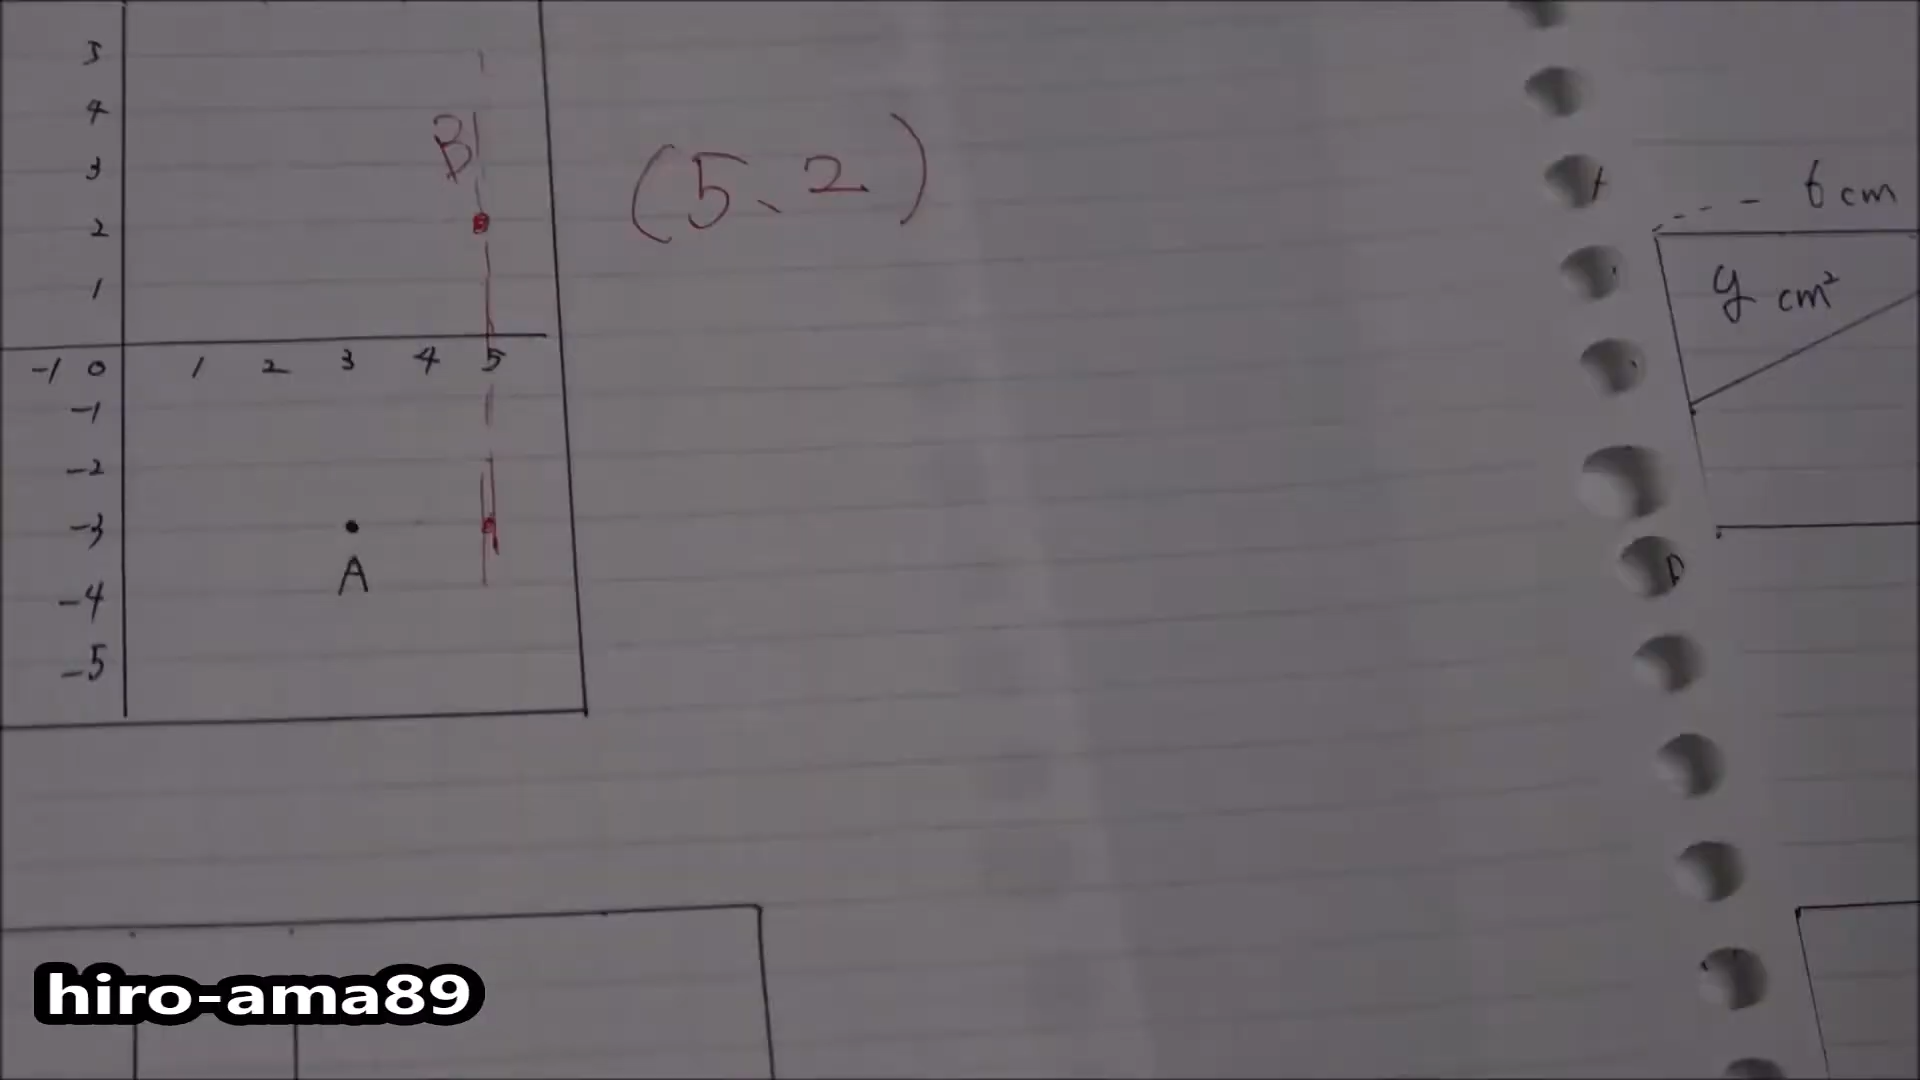 5
4
3
2
1
-1 0 1 2 3 4 5
-1
-2
-3
-4
-5
B
(5、2)
A
6cm
y cm²
hiro-ama89